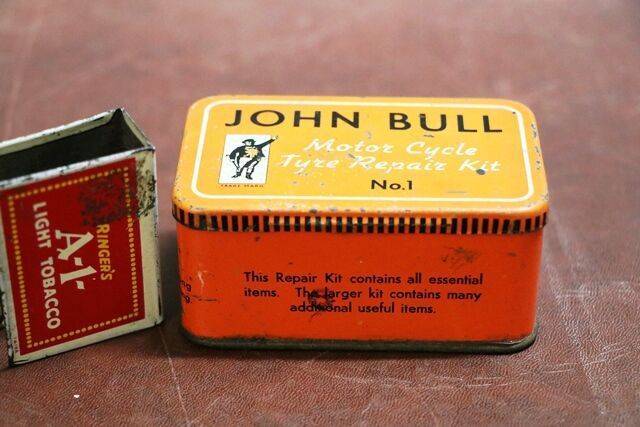 JOHN BULL
Motor Cycle
Tyre Repair Kit
No.1
TRADE MARK
This Repair Kit contains all essential
items. The larger kit contains many
additional useful items.
RINGER'S
A-1-
LIGHT TOBACCO